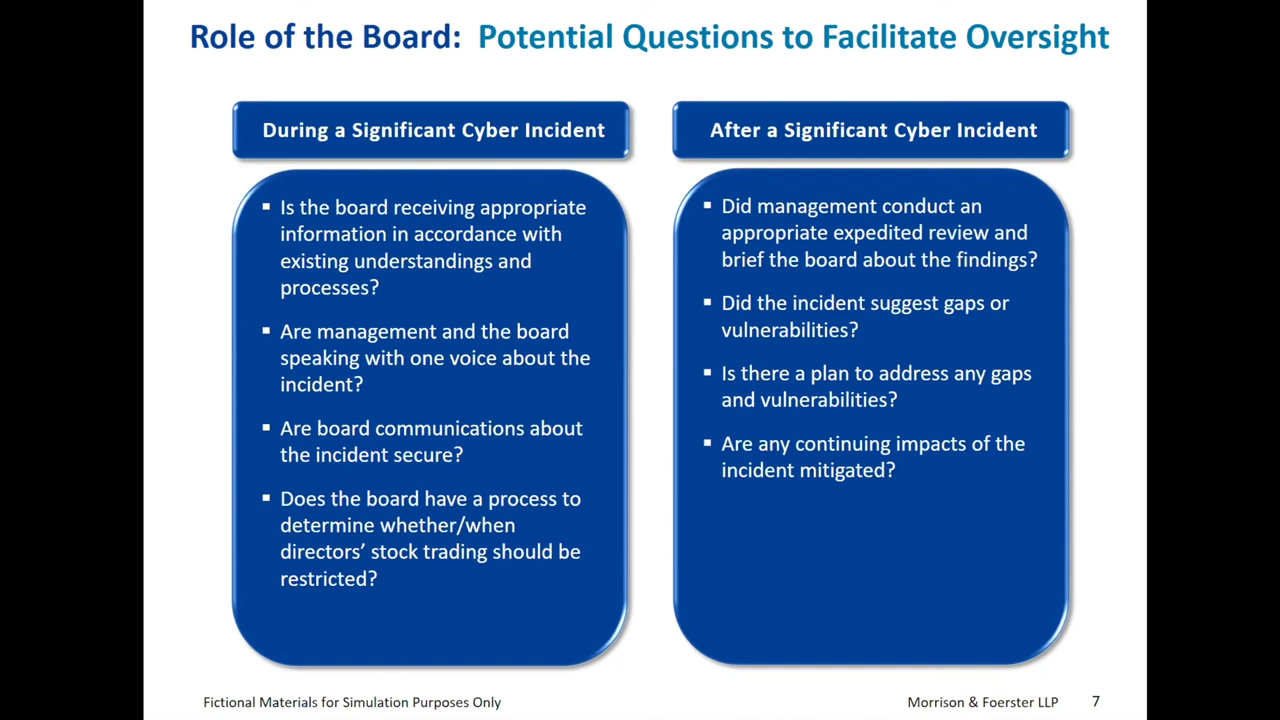 Role of the Board: Potential Questions to Facilitate Oversight
During a Significant Cyber Incident
▪ Is the board receiving appropriate
information in accordance with
existing understandings and
processes?
▪ Are management and the board
speaking with one voice about the
incident?
▪ Are board communications about
the incident secure?
▪ Does the board have a process to
determine whether/when
directors’ stock trading should be
restricted?
After a Significant Cyber Incident
▪ Did management conduct an
appropriate expedited review and
brief the board about the findings?
▪ Did the incident suggest gaps or
vulnerabilities?
▪ Is there a plan to address any gaps
and vulnerabilities?
▪ Are any continuing impacts of the
incident mitigated?
Fictional Materials for Simulation Purposes Only
Morrison & Foerster LLP 7